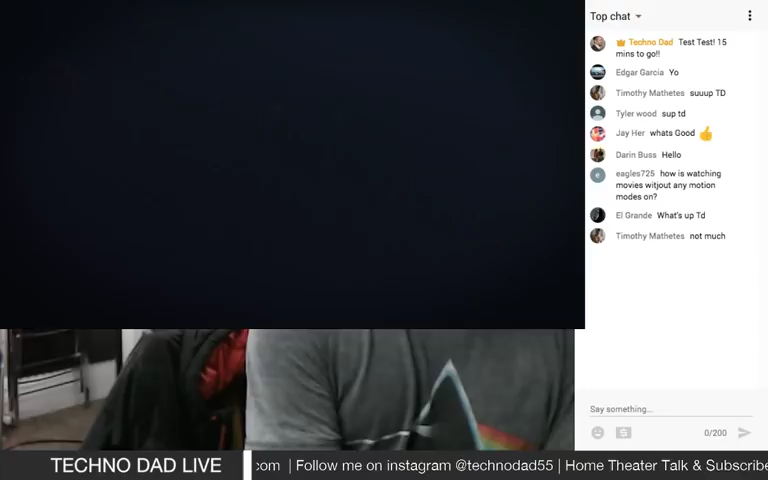 Top chat
Techno Dad Test Test! 15
mins to go!!
Edgar Garcia Yo
Timothy Mathetes suuup TD
Tyler wood sup td
Jay Her whats Good
Darin Buss Hello
eagles725 how is watching
movies witjout any motion
modes on?
El Grande What's up Td
Timothy Mathetes not much
Say something...
0/200
TECHNO DAD LIVE
com | Follow me on instagram @technodad55 | Home Theater Talk & Subscribe